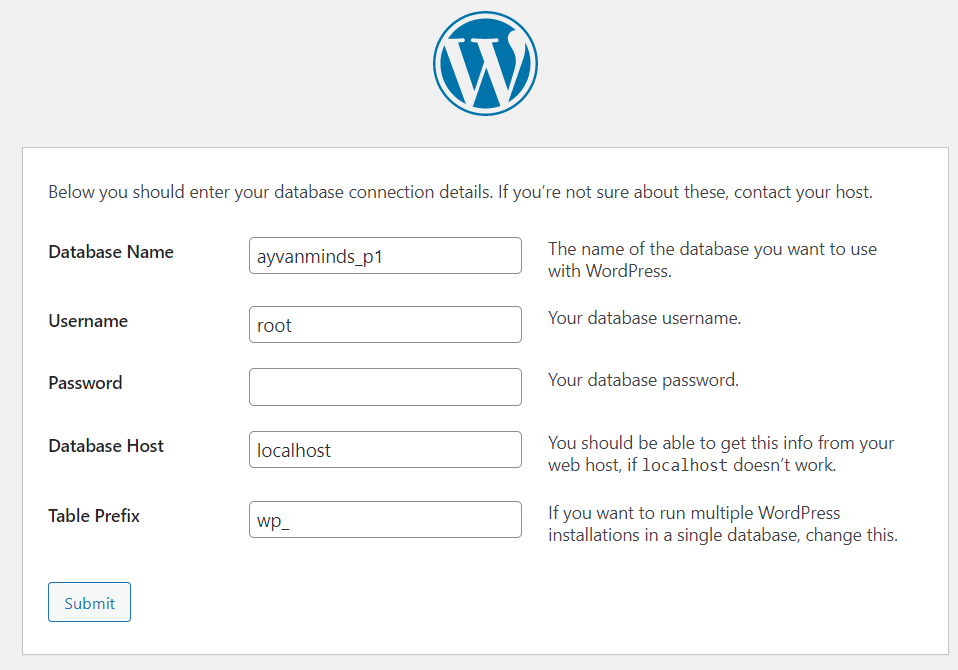 Below you should enter your database connection details. If you’re not sure about these, contact your host.
Database Name
ayvanminds_p1
The name of the database you want to use
with WordPress.
Username
root
Your database username.
Password
Your database password.
Database Host
localhost
You should be able to get this info from your
web host, if localhost doesn’t work.
Table Prefix
wp_
If you want to run multiple WordPress
installations in a single database, change this.
Submit